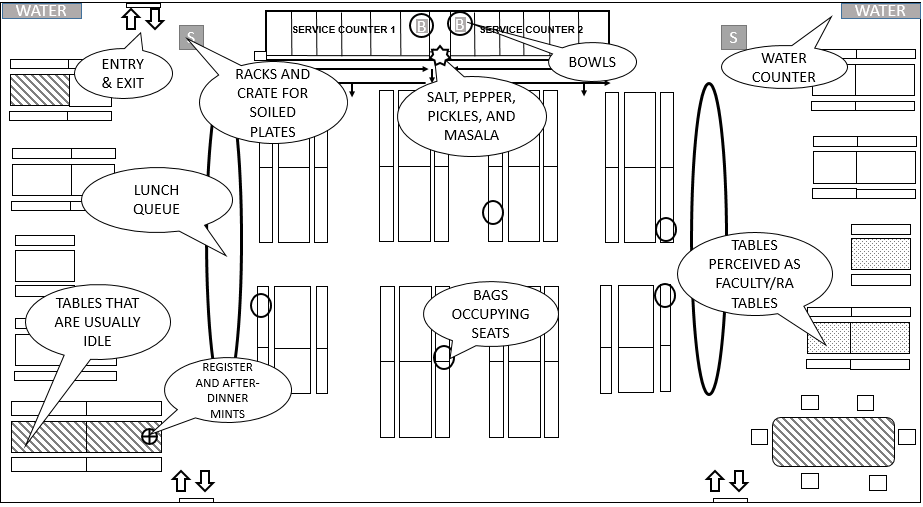 WATER
WATER
S
SERVICE COUNTER 1
B
B
SERVICE COUNTER 2
S
ENTRY
& EXIT
RACKS AND
CRATE FOR
SOILED
PLATES
SALT, PEPPER,
PICKLES, AND
MASALA
BOWLS
WATER
COUNTER
LUNCH
QUEUE
TABLES
PERCEIVED AS
FACULTY/RA
TABLES
TABLES THAT
ARE USUALLY
IDLE
BAGS
OCCUPYING
SEATS
REGISTER
AND AFTER-
DINNER
MINTS